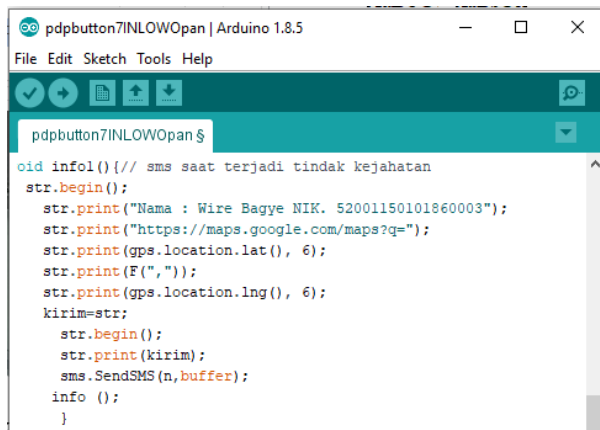 pdpbutton7INLOWOpan | Arduino 1.8.5
File Edit Sketch Tools Help
pdpbutton7INLOWOpan §
oid info1(){// sms saat terjadi tindak kejahatan
str.begin();
str.print("Nama : Wire Bagye NIK. 52001150101860003");
str.print("https://maps.google.com/maps?q=");
str.print(gps.location.lat(), 6);
str.print(F(","));
str.print(gps.location.lng(), 6);
kirim=str;
str.begin();
str.print(kirim);
sms.SendSMS(n,buffer);
info ();
}